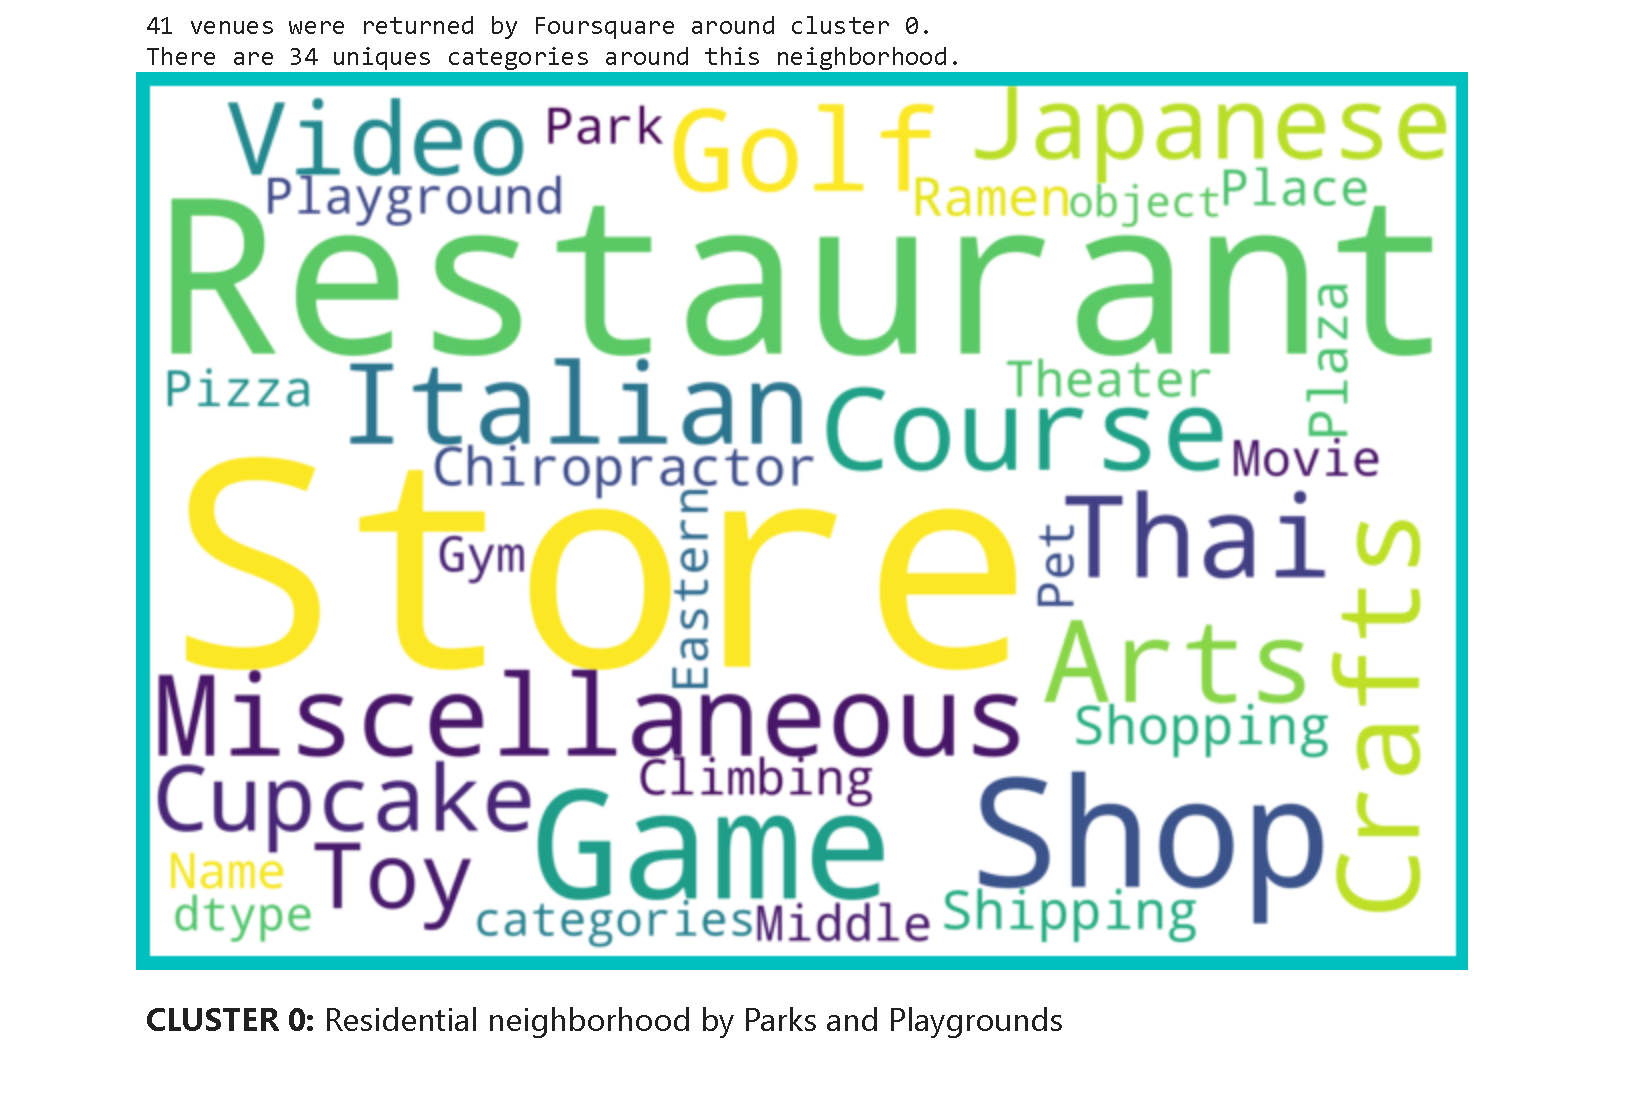 41 venues were returned by Foursquare around cluster 0.
There are 34 uniques categories around this neighborhood.
Video
Park
Golf
Japanese
Playground
Ramen
object
Place
Restaurant
Plaza
Pizza
Italian
Theater
Course
Movie
Chiropractor
Store
Gym
Eastern
Pet
Thai
Crafts
Arts
Miscellaneous
Shopping
Cupcake
Climbing
Game
Shop
Name
Toy
dtype
categories
Middle
Shipping
CLUSTER 0: Residential neighborhood by Parks and Playgrounds